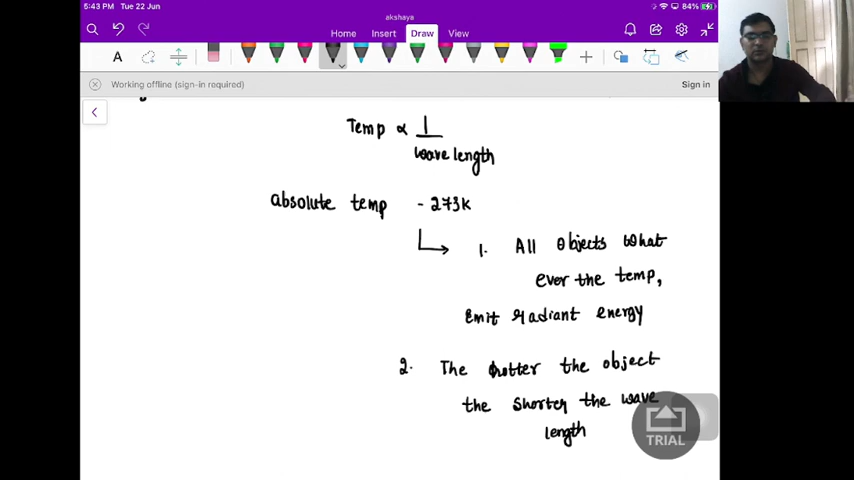 5:43 PM Tue 22 Jun
84%
akshaya
Home Insert Draw View
A
Working offline (sign-in required)
Sign in
Temp ∝ 1
wave length
absolute temp - 273K
1. All objects what
ever the temp,
emit radiant energy
2. The hotter the object
the shorter the wave
length
TRIAL